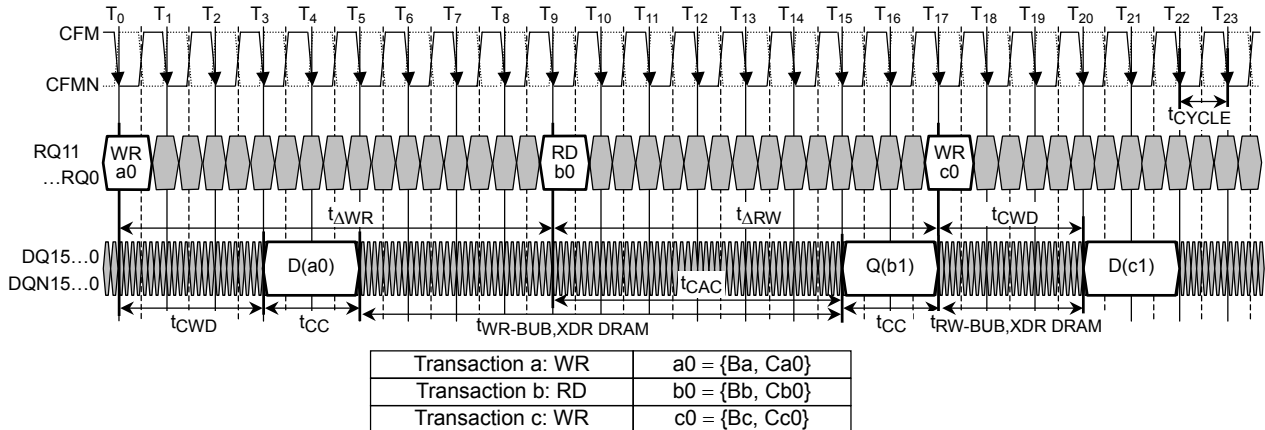 T0 T1 T2 T3 T4 T5 T6 T7 T8 T9 T10 T11 T12 T13 T14 T15 T16 T17 T18 T19 T20 T21 T22 T23
CFM
CFMN
tCYCLE
RQ11
…RQ0
WR
a0
RD
b0
WR
c0
tΔWR tΔRW tCWD
DQ15…0
DQN15…0
D(a0) Q(b1) D(c1)
tCAC
tCWD tCC tWR-BUB,XDR DRAM tCC tRW-BUB,XDR DRAM
Transaction a: WR a0 = {Ba, Ca0}
Transaction b: RD b0 = {Bb, Cb0}
Transaction c: WR c0 = {Bc, Cc0}